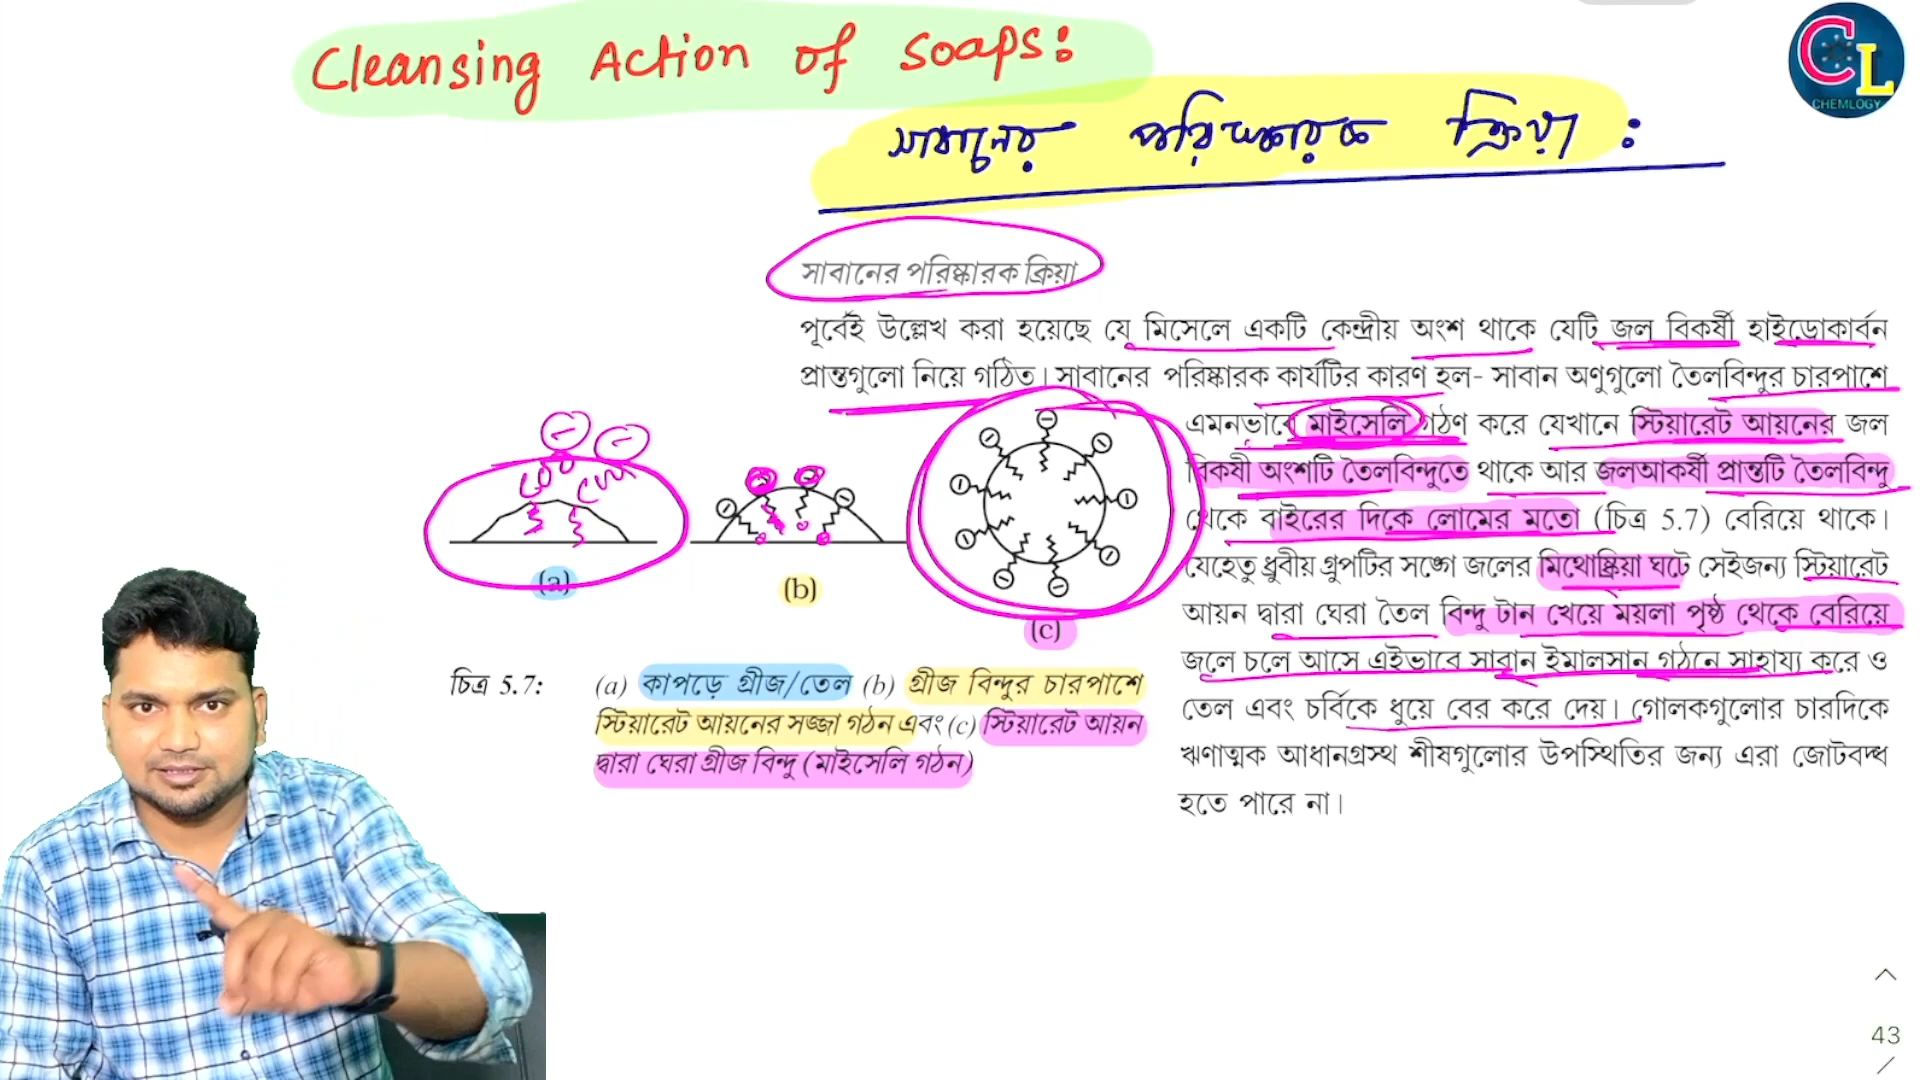 Cleansing Action of Soaps:
CL
CHEMLOGY
সাবানের পরিষ্কারক ক্রিয়া :
সাবানের পরিষ্কারক ক্রিয়া
পূর্বেই উল্লেখ করা হয়েছে যে মিসেলে একটি কেন্দ্রীয় অংশ থাকে যেটি জল বিকর্ষী হাইড্রোকার্বন
প্রান্তগুলো নিয়ে গঠিত। সাবানের পরিষ্কারক কার্যটির কারণ হল- সাবান অণুগুলো তৈলবিন্দুর চারপাশে
এমনভাবে মাইসেলি গঠণ করে যেখানে স্টিয়ারেট আয়নের জল
বিকর্ষী অংশটি তৈলবিন্দুতে থাকে আর জলআকর্ষী প্রান্তটি তৈলবিন্দু
থেকে বাইরের দিকে লোমের মতো (চিত্র 5.7) বেরিয়ে থাকে।
যেহেতু ধ্রুবীয় গ্রুপটির সঙ্গে জলের মিথোষ্ক্রিয়া ঘটে সেইজন্য স্টিয়ারেট
আয়ন দ্বারা ঘেরা তৈল বিন্দু টান খেয়ে ময়লা পৃষ্ঠ থেকে বেরিয়ে
জলে চলে আসে এইভাবে সাবান ইমালসান গঠনে সাহায্য করে ও
তেল এবং চর্বিকে ধুয়ে বের করে দেয়। গোলকগুলোর চারদিকে
ঋণাত্মক আধানগ্রস্থ শীষগুলোর উপস্থিতির জন্য এরা জোটবদ্ধ
হতে পারে না।
(a)
(b)
(c)
চিত্র 5.7: (a) কাপড়ে গ্রীজ/তেল (b) গ্রীজ বিন্দুর চারপাশে
স্টিয়ারেট আয়নের সজ্জা গঠন এবং (c) স্টিয়ারেট আয়ন
দ্বারা ঘেরা গ্রীজ বিন্দু (মাইসেলি গঠন)
43